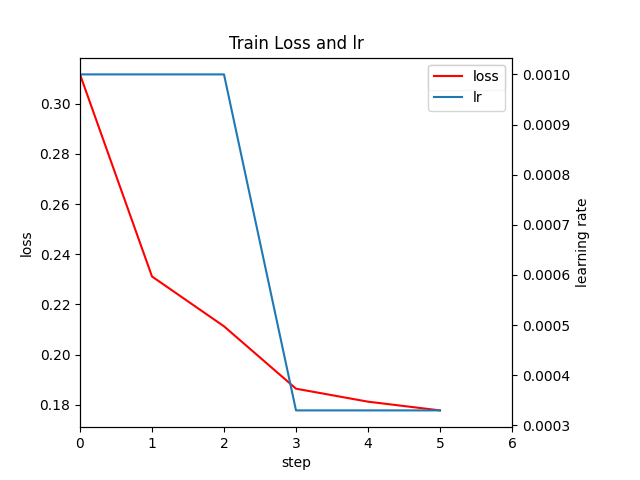 Train Loss and lr
loss
lr
0.30
0.28
0.26
0.24
0.22
0.20
0.18
loss
0.0010
0.0009
0.0008
0.0007
0.0006
0.0005
0.0004
0.0003
learning rate
0 1 2 3 4 5 6
step